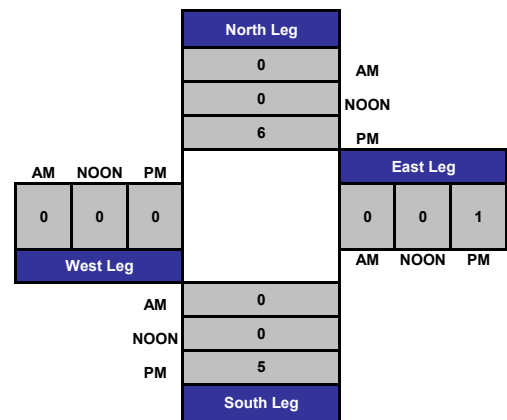 North Leg
0 AM
0 NOON
6 PM
AM NOON PM East Leg
0 0 0 0 0 1
West Leg AM NOON PM
AM 0
NOON 0
PM 5
South Leg